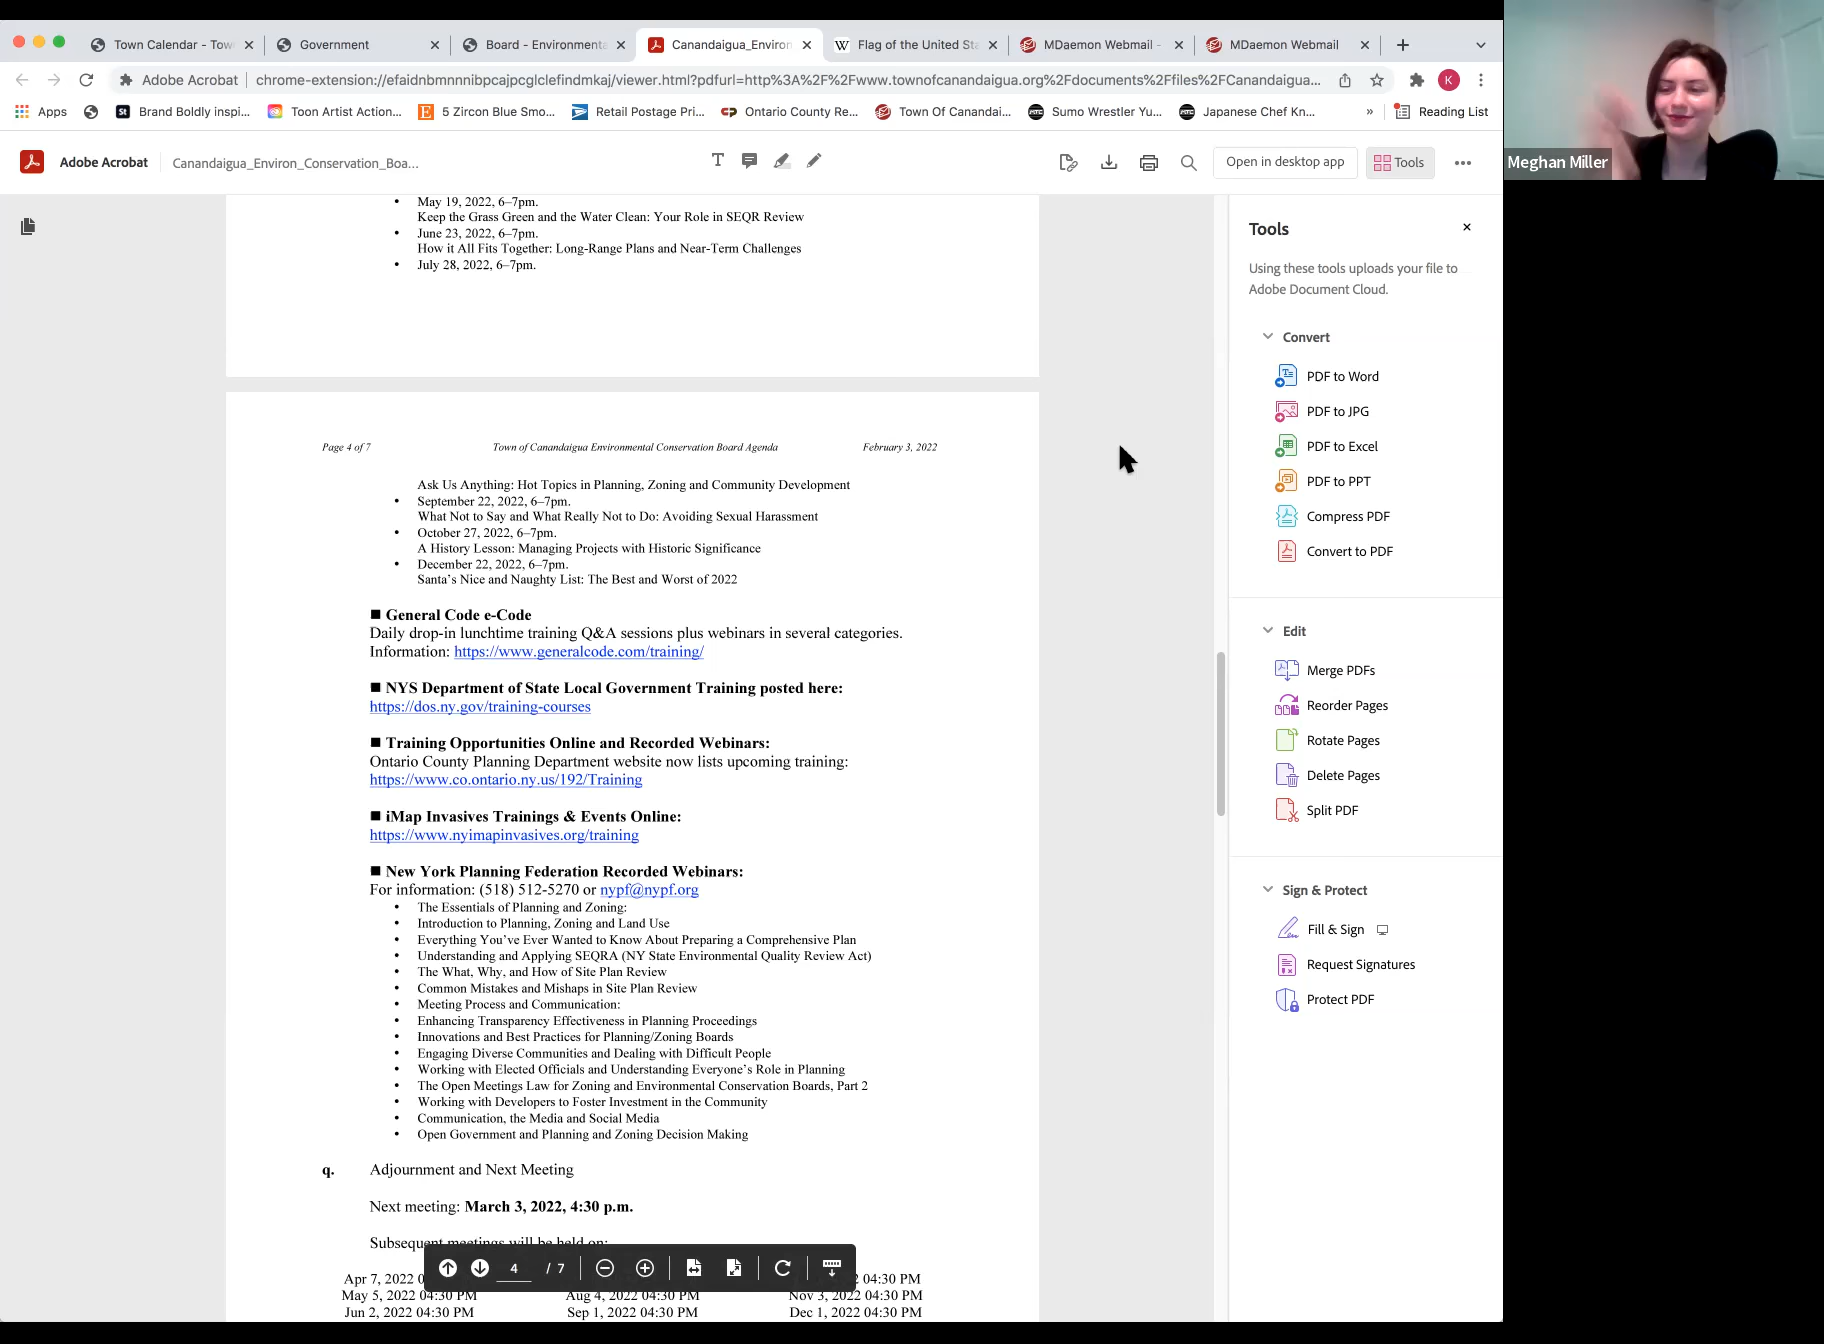 Town Calendar - Tow
Government
Board - Environmenta
Canandaigua_Environ
Flag of the United Sta
MDaemon Webmail -
MDaemon Webmail
Adobe Acrobat
chrome-extension://efaidnbmnnnibpcajpcglclefindmkaj/viewer.html?pdfurl=http%3A%2F%2Fwww.townofcanandaigua.org%2Fdocuments%2Ffiles%2FCanandaigua...
K
Apps
Brand Boldly inspi...
Toon Artist Action...
5 Zircon Blue Smo...
Retail Postage Pri...
Ontario County Re...
Town Of Canandai...
Sumo Wrestler Yu...
Japanese Chef Kn...
»
Reading List
Meghan Miller
Adobe Acrobat
Canandaigua_Environ_Conservation_Boa...
Open in desktop app
Tools
• May 19, 2022, 6–7pm.
Keep the Grass Green and the Water Clean: Your Role in SEQR Review
• June 23, 2022, 6–7pm.
How it All Fits Together: Long-Range Plans and Near-Term Challenges
• July 28, 2022, 6–7pm.
Page 4 of 7 Town of Canandaigua Environmental Conservation Board Agenda February 3, 2022
Ask Us Anything: Hot Topics in Planning, Zoning and Community Development
• September 22, 2022, 6–7pm.
What Not to Say and What Really Not to Do: Avoiding Sexual Harassment
• October 27, 2022, 6–7pm.
A History Lesson: Managing Projects with Historic Significance
• December 22, 2022, 6–7pm.
Santa's Nice and Naughty List: The Best and Worst of 2022
■ General Code e-Code
Daily drop-in lunchtime training Q&A sessions plus webinars in several categories.
Information: https://www.generalcode.com/training/
■ NYS Department of State Local Government Training posted here:
https://dos.ny.gov/training-courses
■ Training Opportunities Online and Recorded Webinars:
Ontario County Planning Department website now lists upcoming training:
https://www.co.ontario.ny.us/192/Training
■ iMap Invasives Trainings & Events Online:
https://www.nyimapinvasives.org/training
■ New York Planning Federation Recorded Webinars:
For information: (518) 512-5270 or nypf@nypf.org
• The Essentials of Planning and Zoning:
• Introduction to Planning, Zoning and Land Use
• Everything You've Ever Wanted to Know About Preparing a Comprehensive Plan
• Understanding and Applying SEQRA (NY State Environmental Quality Review Act)
• The What, Why, and How of Site Plan Review
• Common Mistakes and Mishaps in Site Plan Review
• Meeting Process and Communication:
• Enhancing Transparency Effectiveness in Planning Proceedings
• Innovations and Best Practices for Planning/Zoning Boards
• Engaging Diverse Communities and Dealing with Difficult People
• Working with Elected Officials and Understanding Everyone's Role in Planning
• The Open Meetings Law for Zoning and Environmental Conservation Boards, Part 2
• Working with Developers to Foster Investment in the Community
• Communication, the Media and Social Media
• Open Government and Planning and Zoning Decision Making
q. Adjournment and Next Meeting
Next meeting: March 3, 2022, 4:30 p.m.
Subsequent meetings will be held on:
4 / 7
Apr 7, 2022 0 2 04:30 PM
May 5, 2022 04:30 PM Aug 4, 2022 04:30 PM Nov 3, 2022 04:30 PM
Jun 2, 2022 04:30 PM Sep 1, 2022 04:30 PM Dec 1, 2022 04:30 PM
Tools
Using these tools uploads your file to
Adobe Document Cloud.
Convert
PDF to Word
PDF to JPG
PDF to Excel
PDF to PPT
Compress PDF
Convert to PDF
Edit
Merge PDFs
Reorder Pages
Rotate Pages
Delete Pages
Split PDF
Sign & Protect
Fill & Sign
Request Signatures
Protect PDF